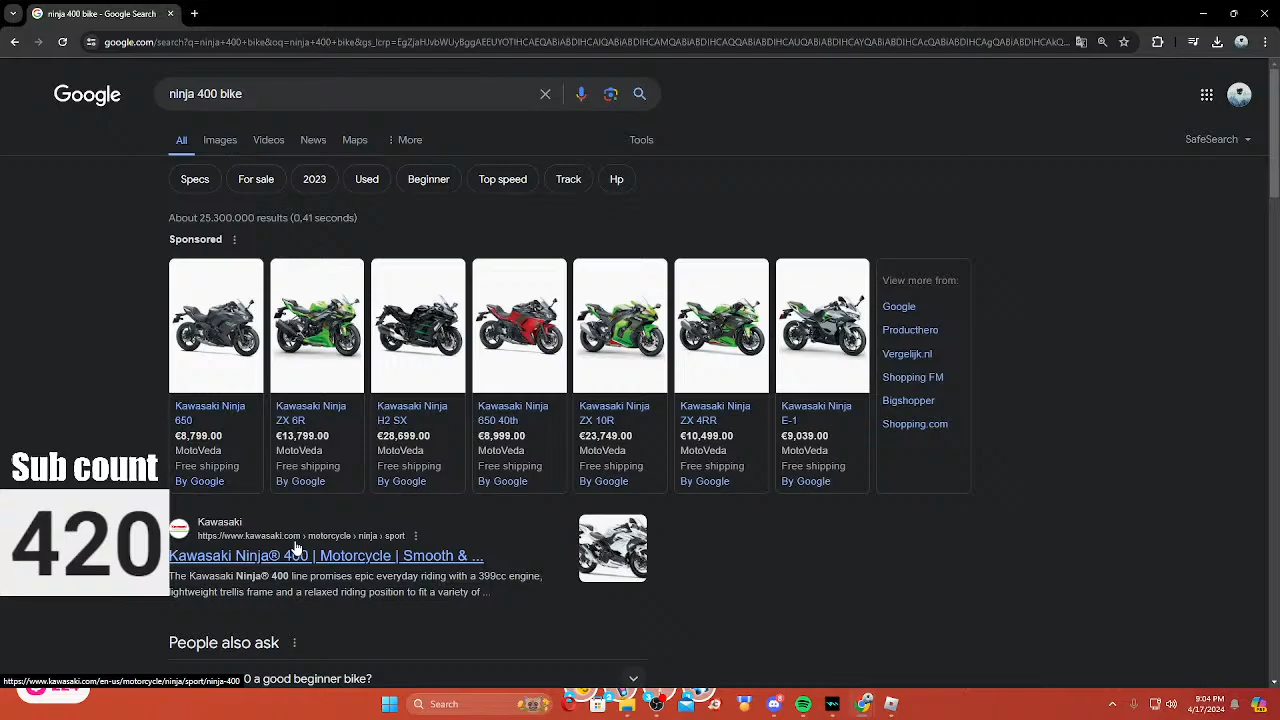 ninja 400 bike - Google Search
google.com/search?q=ninja+400+bike&oq=ninja+400+bike&gs_lcrp=EgZjaHJvbWUyBggAEEUYOTIHCAEQABiABDIHCAIQABiABDIHCAMQABiABDIHCAQQABiABDIHCAUQABiABDIHCAYQABiABDIHCAcQABiABDIHCAgQABiABDIHCAkQ...
Google
ninja 400 bike
All Images Videos News Maps More Tools
SafeSearch
Specs For sale 2023 Used Beginner Top speed Track Hp
About 25.300.000 results (0,41 seconds)
Sponsored
Kawasaki Ninja 650
€8,799.00
MotoVeda
Free shipping
By Google
Kawasaki Ninja ZX 6R
€13,799.00
MotoVeda
Free shipping
By Google
Kawasaki Ninja H2 SX
€28,699.00
MotoVeda
Free shipping
By Google
Kawasaki Ninja 650 40th
€8,999.00
MotoVeda
Free shipping
By Google
Kawasaki Ninja ZX 10R
€23,749.00
MotoVeda
Free shipping
By Google
Kawasaki Ninja ZX 4RR
€10,499.00
MotoVeda
Free shipping
By Google
Kawasaki Ninja E-1
€9,039.00
MotoVeda
Free shipping
By Google
View more from:
Google
Producthero
Vergelijk.nl
Shopping FM
Bigshopper
Shopping.com
Sub count
420
Kawasaki
https://www.kawasaki.com › motorcycle › ninja › sport
Kawasaki Ninja® 400 | Motorcycle | Smooth & ...
The Kawasaki Ninja® 400 line promises epic everyday riding with a 399cc engine,
lightweight trellis frame and a relaxed riding position to fit a variety of ...
People also ask
0 a good beginner bike?
https://www.kawasaki.com/en-us/motorcycle/ninja/sport/ninja-400
Search
9:04 PM
4/17/2024